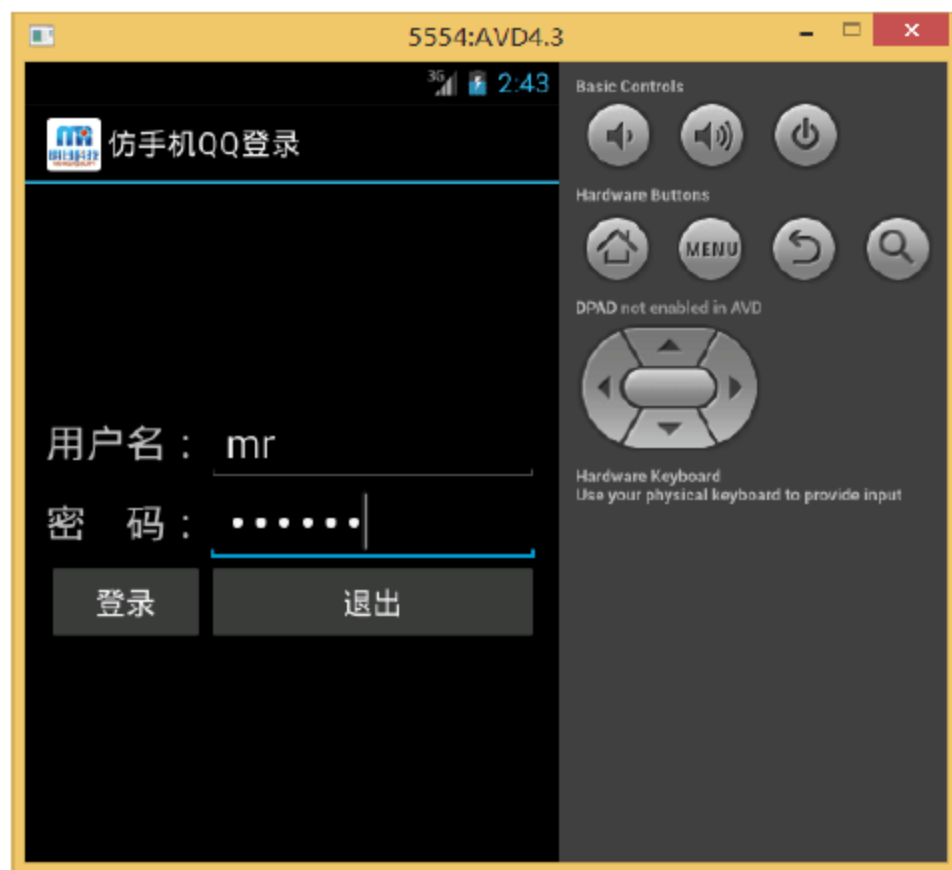 5554:AVD4.3
3G 2:43
仿手机QQ登录
用户名：mr
密　码：••••••
登录 退出
Basic Controls
Hardware Buttons
MENU
DPAD not enabled in AVD
Hardware Keyboard
Use your physical keyboard to provide input